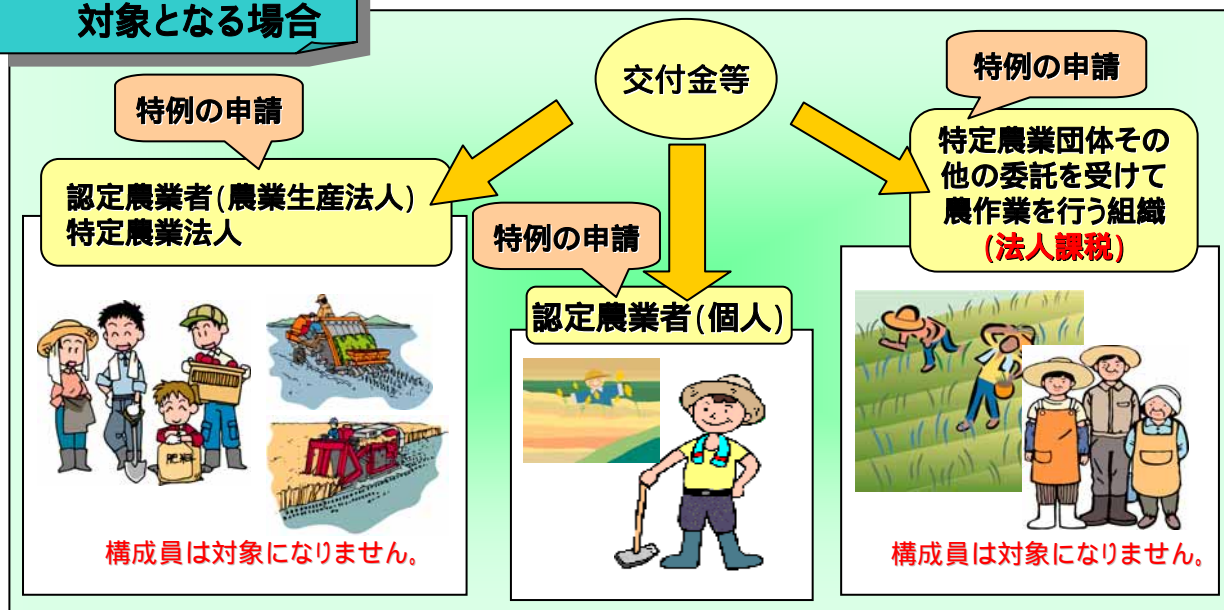 対象となる場合
交付金等
特例の申請
認定農業者(農業生産法人)
特定農業法人
肥料
構成員は対象になりません。
特例の申請
認定農業者(個人)
特例の申請
特定農業団体その
他の委託を受けて
農作業を行う組織
(法人課税)
構成員は対象になりません。